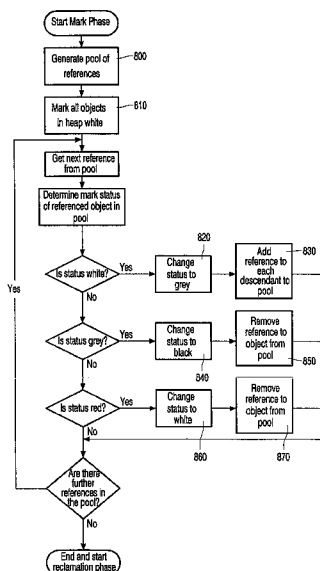 Start Mark Phase
Generate pool of
references
800
Mark all objects
in heap white
810
Get next reference
from pool
Determine mark status
of referenced object in
pool
Is status white?
Yes
No
820
Change status to
grey
830
Add
reference to
each
descendant to
pool
Yes
Is status grey?
Yes
No
Change
status to
black
840
Remove
reference to
object from
pool
850
Is status red?
Yes
No
Change
status to
white
860
Remove
reference to
object from
pool
870
Are there
further
references in
the pool?
No
End and start
reclamation phase